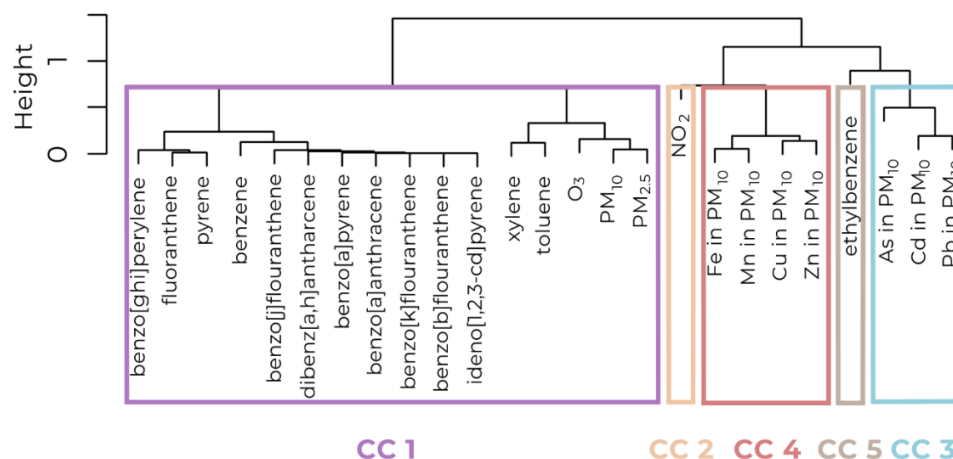 Height
1
0
benzo[ghi]perylene
fluoranthene
pyrene
benzene
benzo[j]flouranthene
dibenz[a,h]antharcene
benzo[a]pyrene
benzo[a]anthracene
benzo[k]flouranthene
benzo[b]flouranthene
ideno[1,2,3-cd]pyrene
xylene
toluene
O₃
PM₁₀
PM₂.₅
NO₂
Fe in PM₁₀
Mn in PM₁₀
Cu in PM₁₀
Zn in PM₁₀
ethylbenzene
As in PM₁₀
Cd in PM₁₀
Pb in PM₁₀
CC 1
CC 2
CC 4
CC 5
CC 3